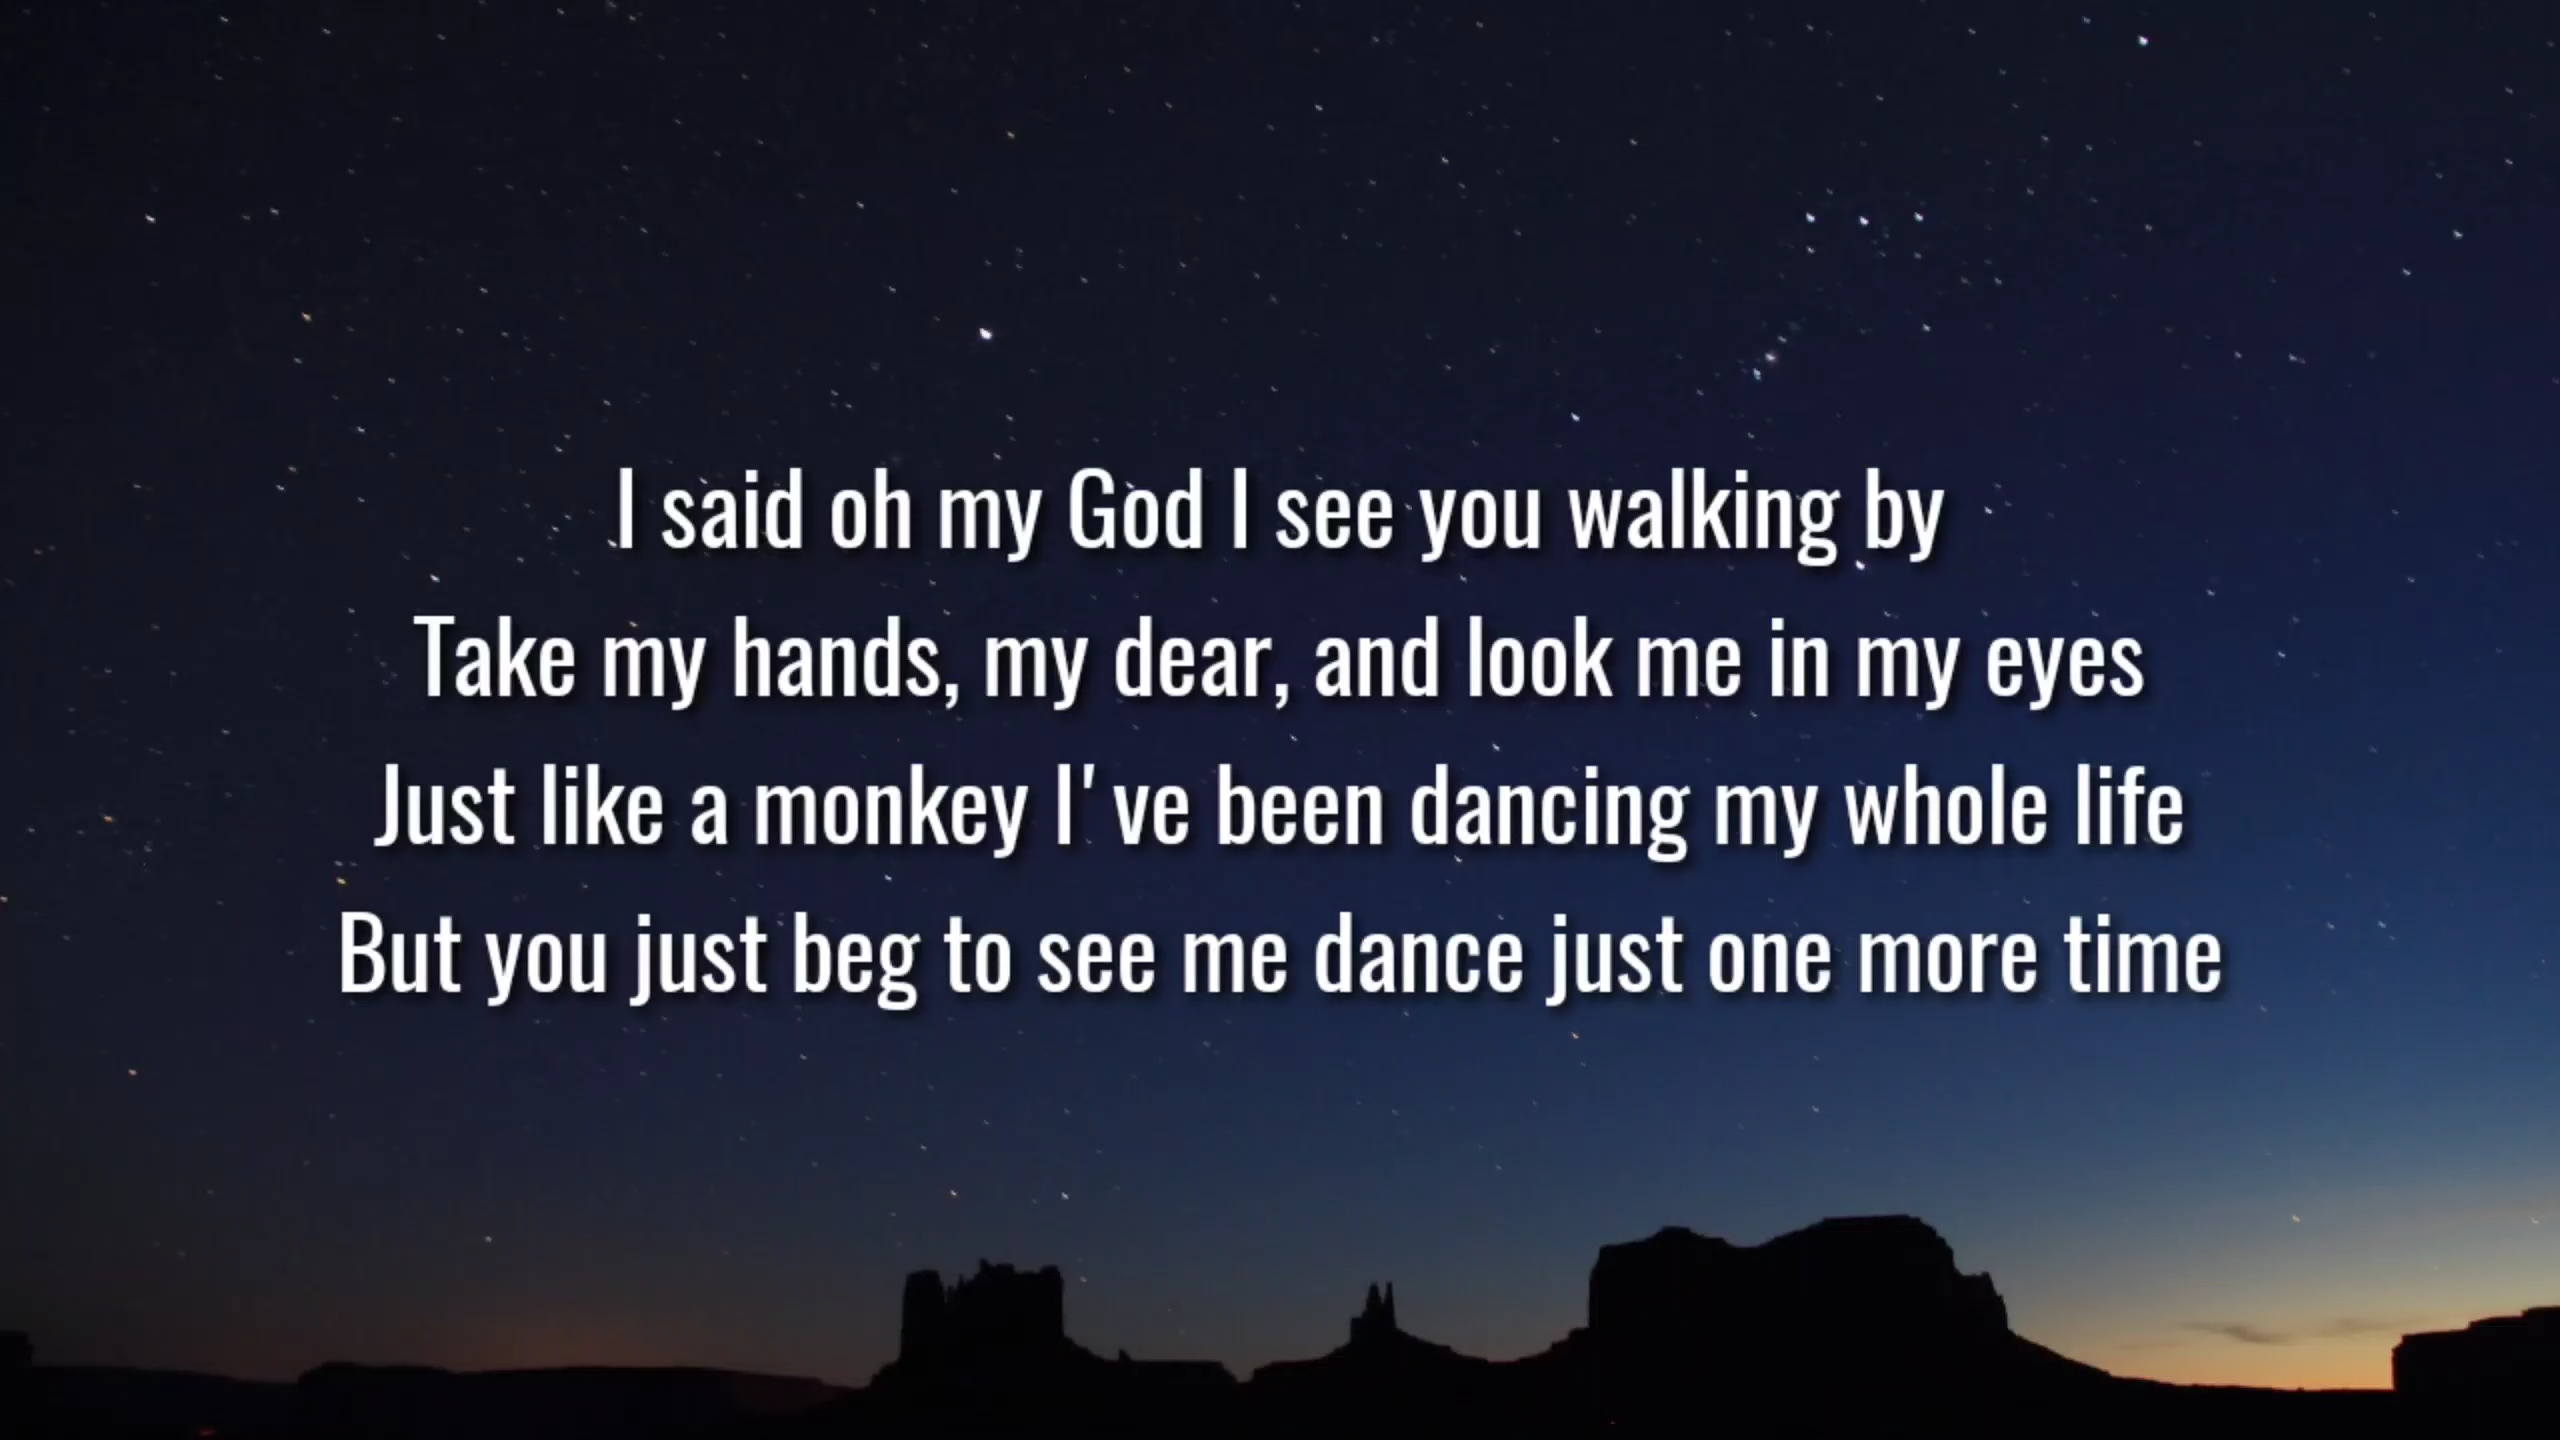 I said oh my God I see you walking by
Take my hands, my dear, and look me in my eyes
Just like a monkey I've been dancing my whole life
But you just beg to see me dance just one more time